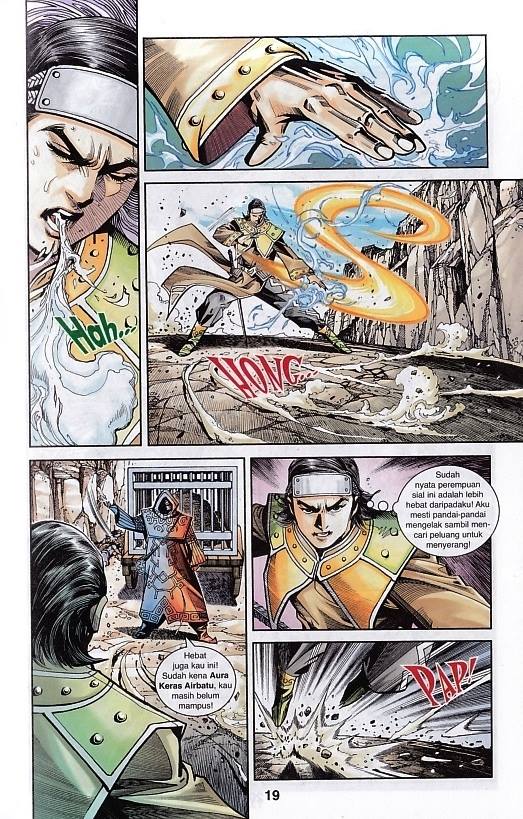 Hah...
HONG...
Hebat
juga kau ini!
Sudah kena Aura
Keras Airbatu, kau
masih belum
mampus!
Sudah
nyata perempuan
sial ini adalah lebih
hebat daripadaku! Aku
mesti pandai-pandai
mengelak sambil men-
cari peluang untuk
menyerang!
PAP!
19